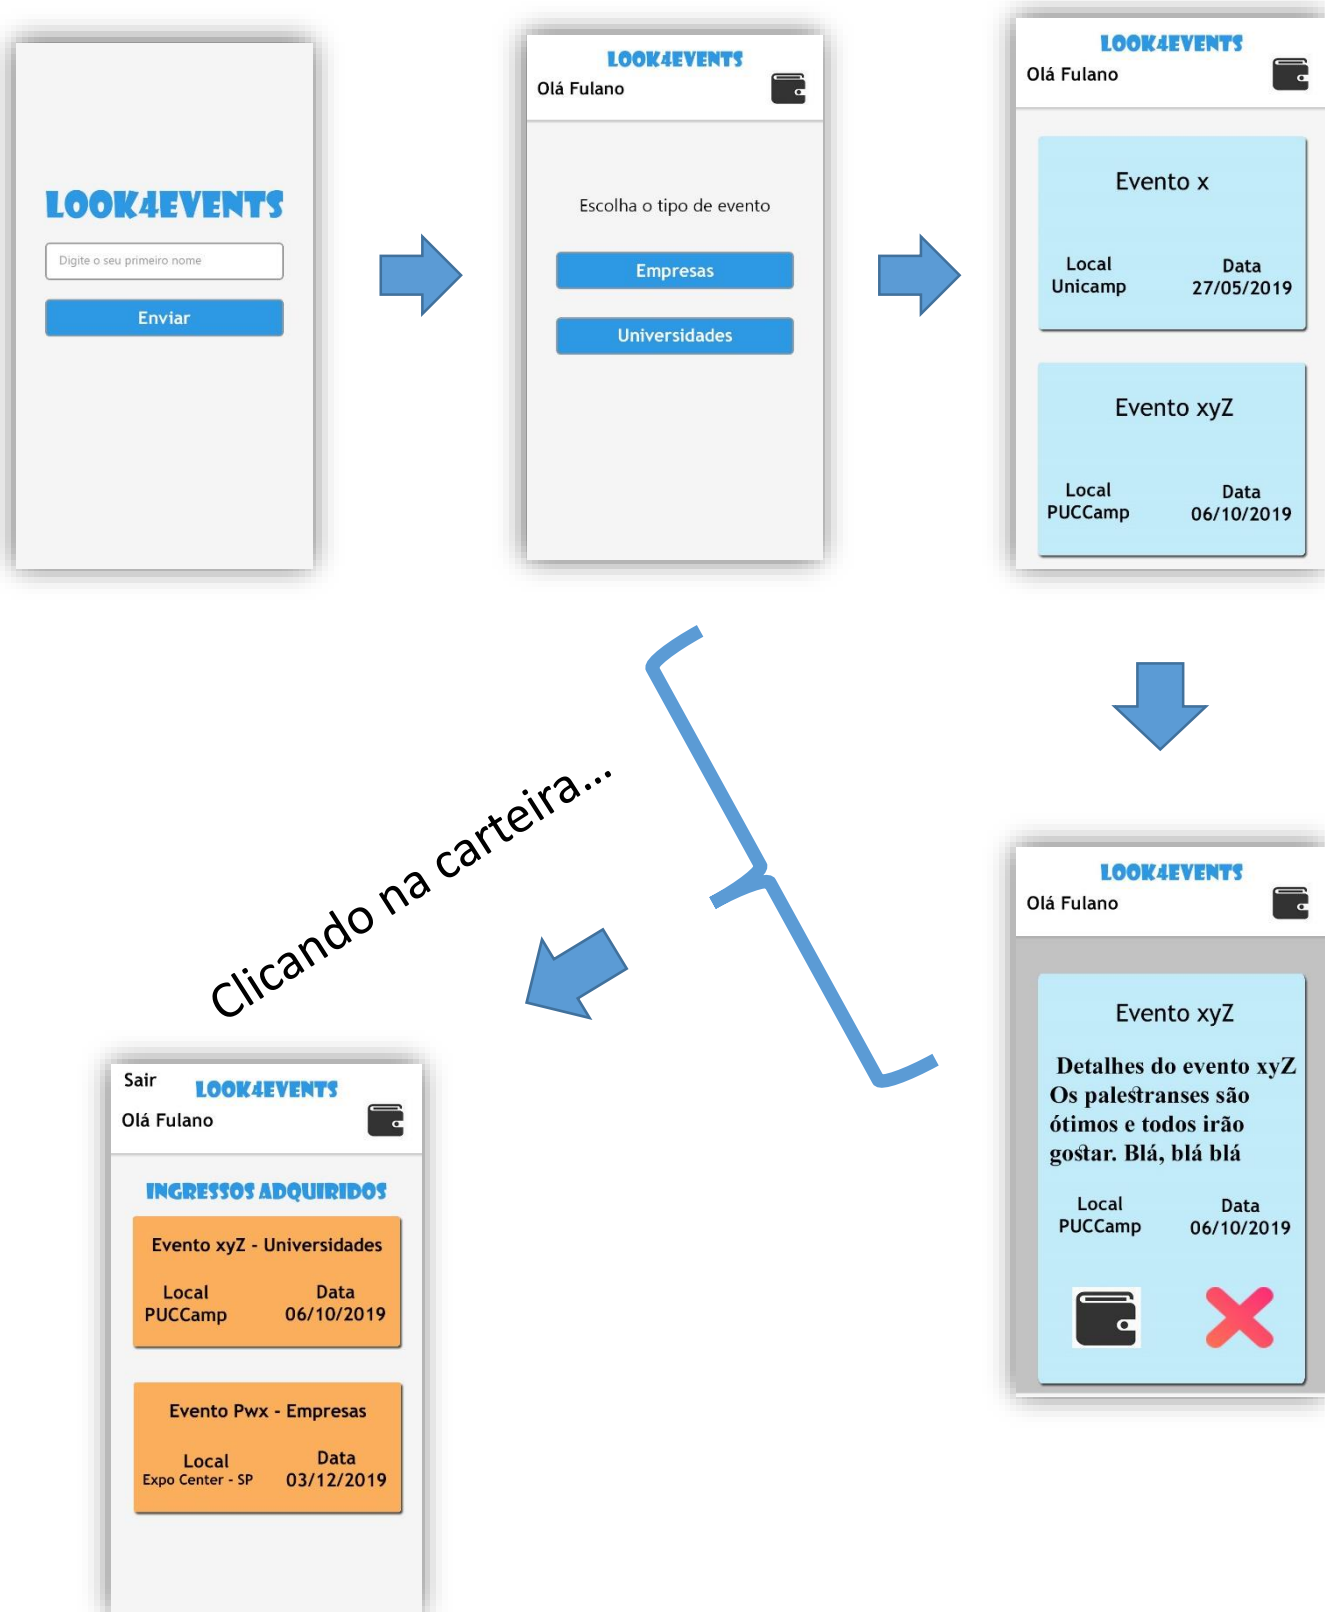 LOOK4EVENTS
Digite o seu primeiro nome
Enviar
LOOK4EVENTS
Olá Fulano
Escolha o tipo de evento
Empresas
Universidades
LOOK4EVENTS
Olá Fulano
Evento x
Local
Unicamp
Data
27/05/2019
Evento xyZ
Local
PUCCamp
Data
06/10/2019
Clicando na carteira...
LOOK4EVENTS
Olá Fulano
Evento xyZ
Detalhes do evento xyZ
Os palestranses são
ótimos e todos irão
gostar. Blá, blá blá
Local
PUCCamp
Data
06/10/2019
Sair
LOOK4EVENTS
Olá Fulano
INGRESSOS ADQUIRIDOS
Evento xyZ - Universidades
Local
PUCCamp
Data
06/10/2019
Evento Pwx - Empresas
Local
Expo Center - SP
Data
03/12/2019